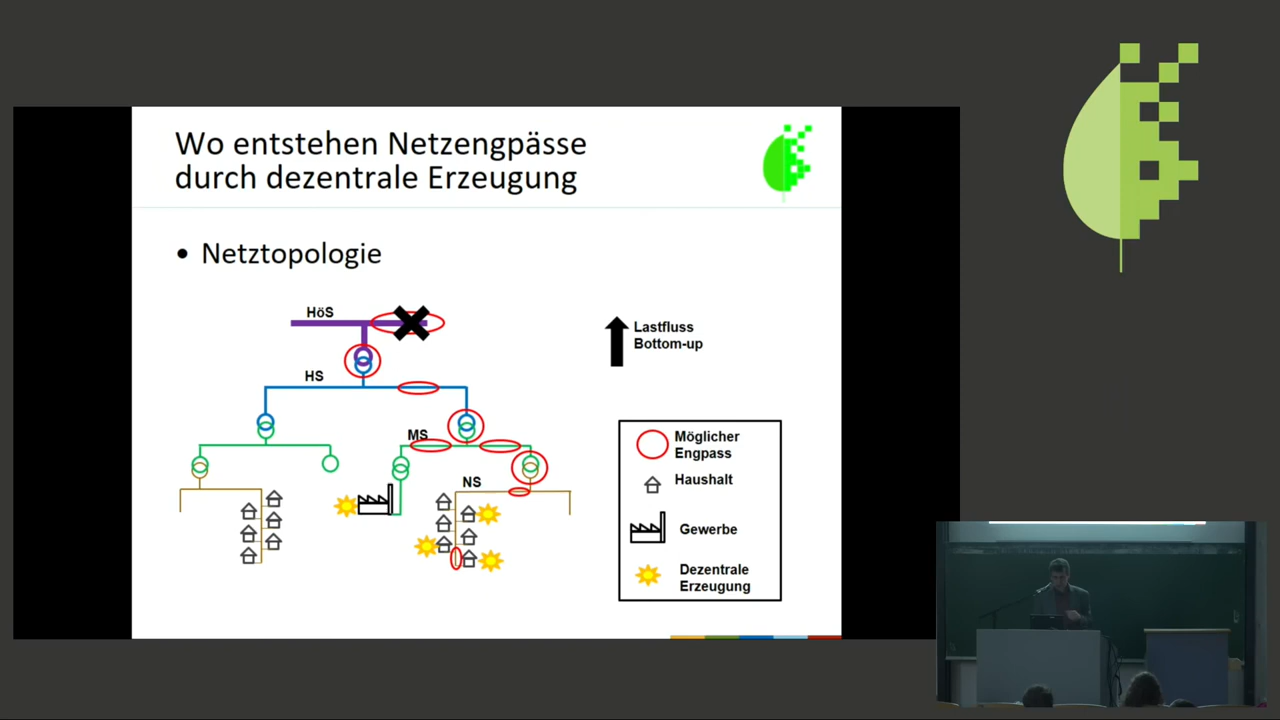 Wo entstehen Netzengpässe
durch dezentrale Erzeugung
• Netztopologie
HöS
HS
MS
NS
Lastfluss
Bottom-up
Möglicher
Engpass
Haushalt
Gewerbe
Dezentrale
Erzeugung